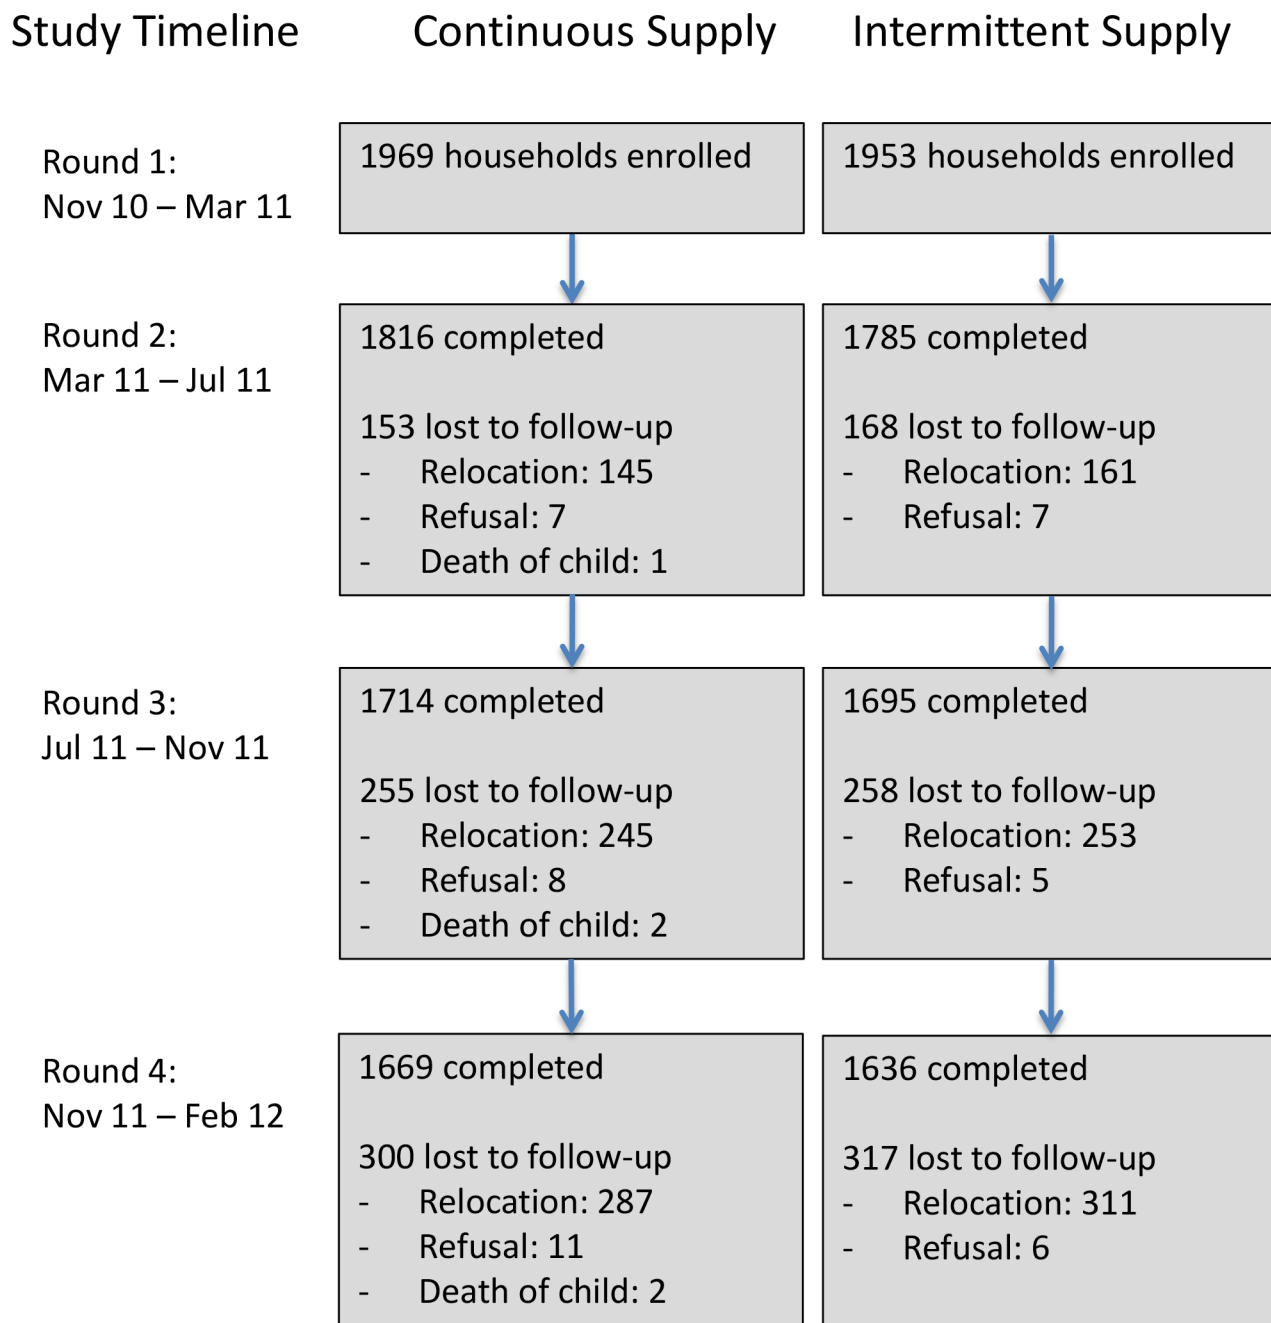 Study Timeline
Continuous Supply
Intermittent Supply
Round 1:
Nov 10 – Mar 11
1969 households enrolled
1953 households enrolled
Round 2:
Mar 11 – Jul 11
1816 completed
153 lost to follow-up
- Relocation: 145
- Refusal: 7
- Death of child: 1
1785 completed
168 lost to follow-up
- Relocation: 161
- Refusal: 7
Round 3:
Jul 11 – Nov 11
1714 completed
255 lost to follow-up
- Relocation: 245
- Refusal: 8
- Death of child: 2
1695 completed
258 lost to follow-up
- Relocation: 253
- Refusal: 5
Round 4:
Nov 11 – Feb 12
1669 completed
300 lost to follow-up
- Relocation: 287
- Refusal: 11
- Death of child: 2
1636 completed
317 lost to follow-up
- Relocation: 311
- Refusal: 6